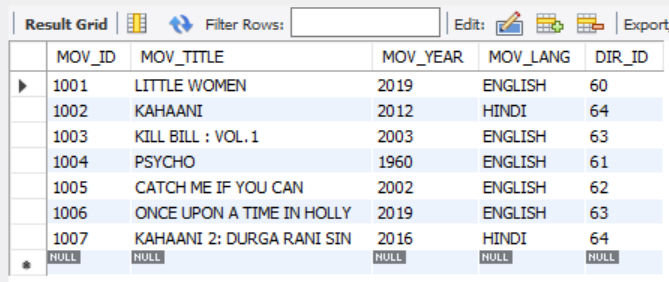 Result Grid Filter Rows: Edit: Export
MOV_ID MOV_TITLE MOV_YEAR MOV_LANG DIR_ID
1001 LITTLE WOMEN 2019 ENGLISH 60
1002 KAHAANI 2012 HINDI 64
1003 KILL BILL : VOL.1 2003 ENGLISH 63
1004 PSYCHO 1960 ENGLISH 61
1005 CATCH ME IF YOU CAN 2002 ENGLISH 62
1006 ONCE UPON A TIME IN HOLLY 2019 ENGLISH 63
1007 KAHAANI 2: DURGA RANI SIN 2016 HINDI 64
NULL NULL NULL NULL NULL